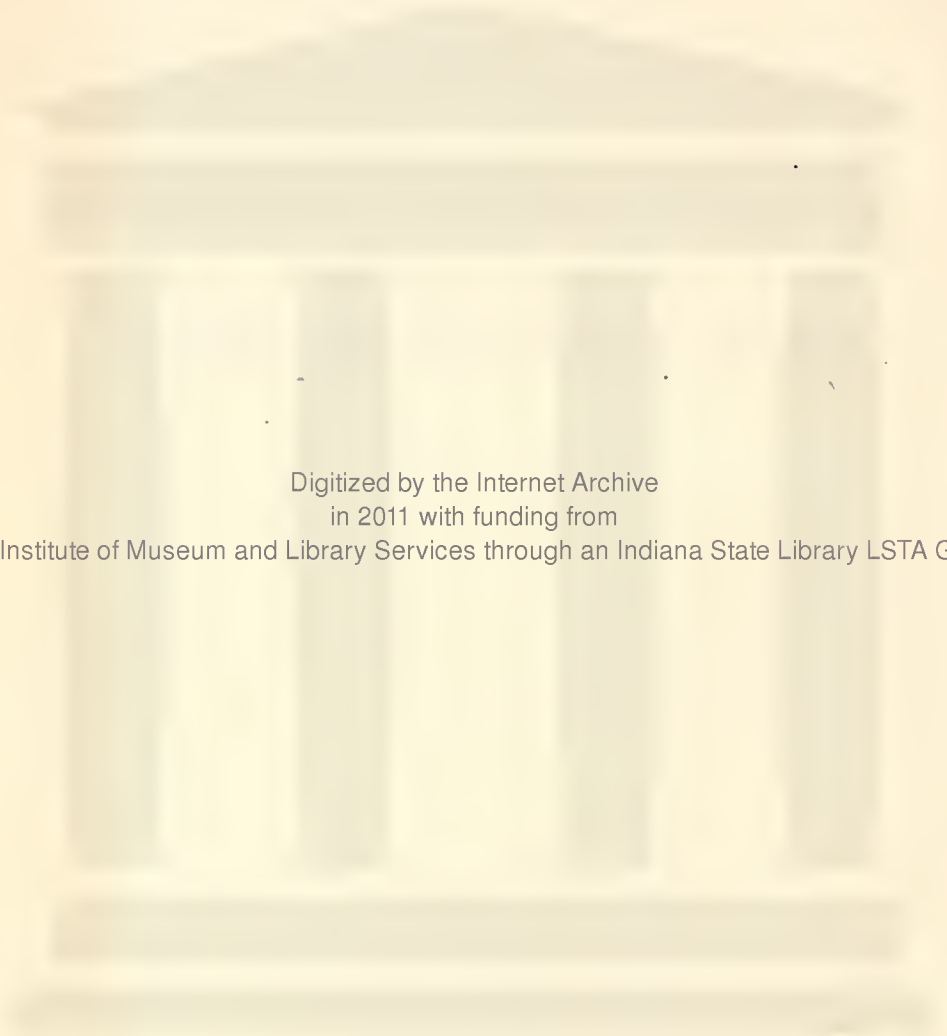 Digitized by the Internet Archive
in 2011 with funding from
Institute of Museum and Library Services through an Indiana State Library LSTA G